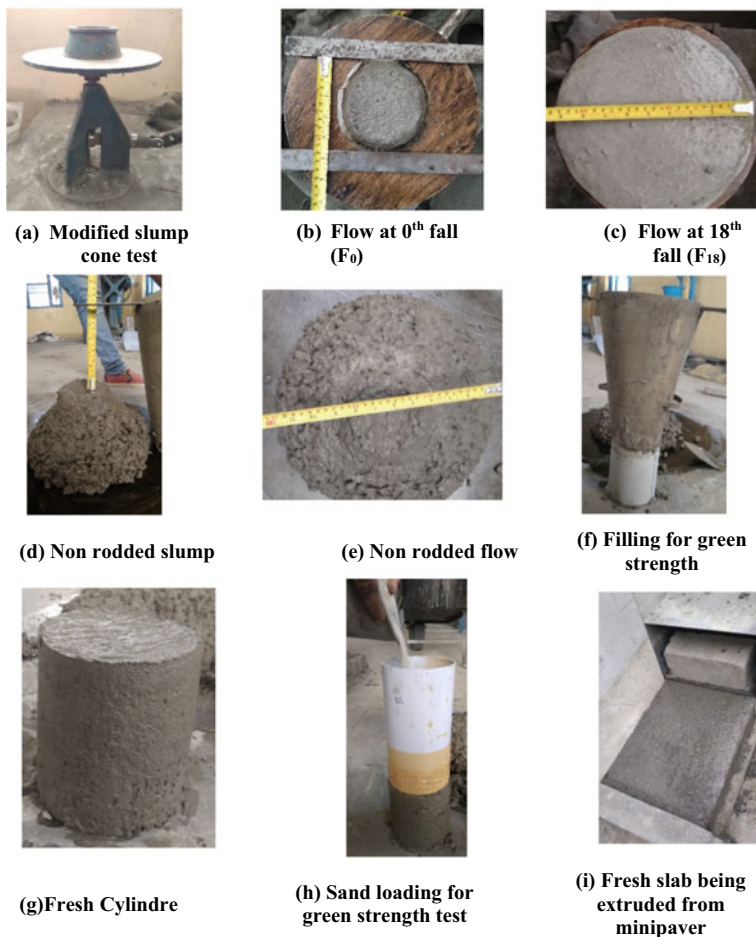 (a) Modified slump
cone test
(b) Flow at 0th fall
(F0)
(c) Flow at 18th
fall (F18)
(d) Non rodded slump
(e) Non rodded flow
(f) Filling for green
strength
(g)Fresh Cylindre
(h) Sand loading for
green strength test
(i) Fresh slab being
extruded from
minipaver